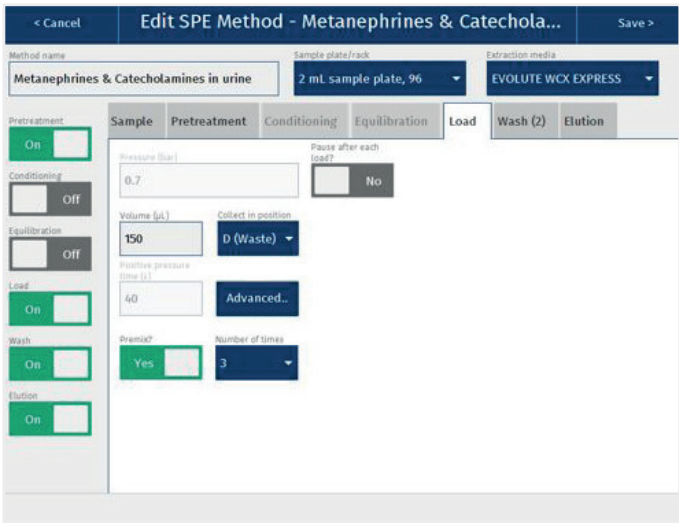 < Cancel
Edit SPE Method - Metanephrines & Catechola...
Save >
Method name
Sample plate/rack
Extraction media
Metanephrines & Catecholamines in urine
2 mL sample plate, 96
EVOLUTE WCX EXPRESS
Pretreatment
On
Conditioning
Off
Equilibration
Off
Load
On
Wash
On
Elution
On
Sample
Pretreatment
Conditioning
Equilibration
Load
Wash (2)
Elution
Pressure (bar)
0.7
Pause after each
load?
No
Volume (µL)
150
Collect in position
D (Waste)
Positive pressure
time (s)
40
Advanced..
Premix?
Yes
Number of times
3